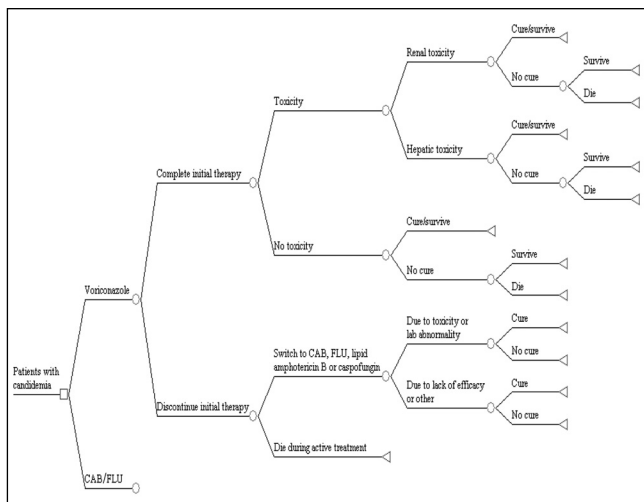 Cure/survive
Renal toxicity
Survive
No cure
Die
Toxicity
Cure/survive
Hepatic toxicity
Survive
No cure
Die
Complete initial therapy
Cure/survive
No toxicity
Survive
No cure
Die
Voriconazole
Cure
Due to toxicity or
lab abnormality
No cure
Switch to CAB, FLU, lipid
amphotericin B or caspofungin
Cure
Due to lack of efficacy
or other
No cure
Patients with
candidemia
Discontinue initial therapy
Die during active treatment
CAB/FLU